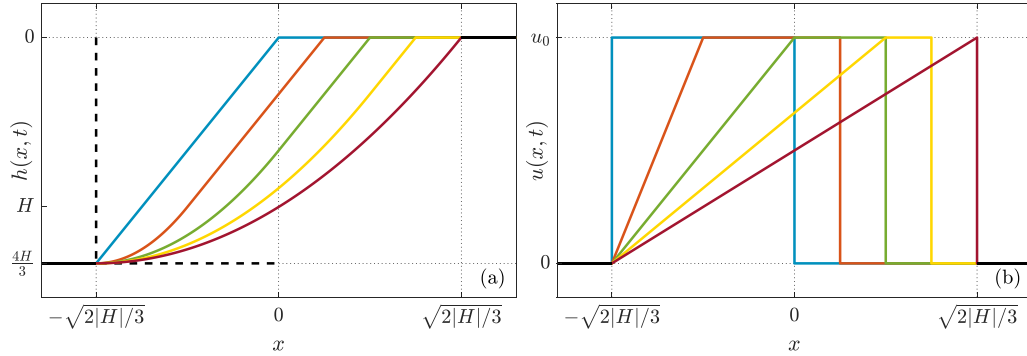 0
H
4H/3
h(x, t)
−√2|H|/3
0
√2|H|/3
x
(a)
u₀
0
u(x, t)
−√2|H|/3
0
√2|H|/3
x
(b)